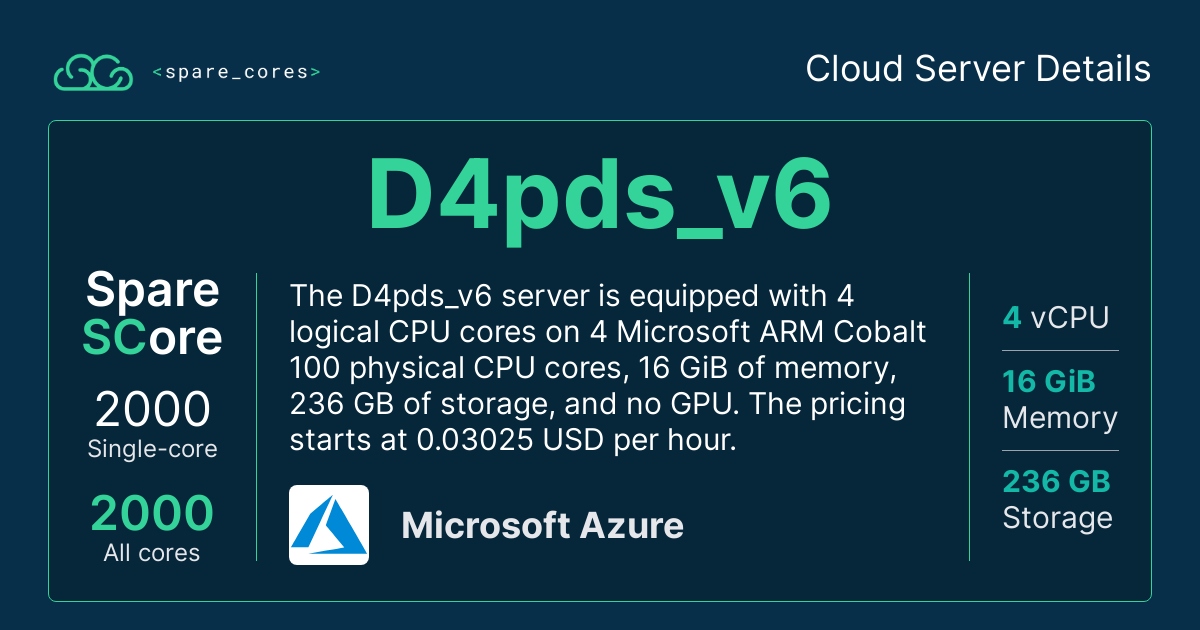 <spare_cores>
Cloud Server Details
D4pds_v6
Spare
SCore
2000
Single-core
2000
All cores
The D4pds_v6 server is equipped with 4
logical CPU cores on 4 Microsoft ARM Cobalt
100 physical CPU cores, 16 GiB of memory,
236 GB of storage, and no GPU. The pricing
starts at 0.03025 USD per hour.
Microsoft Azure
4 vCPU
16 GiB
Memory
236 GB
Storage